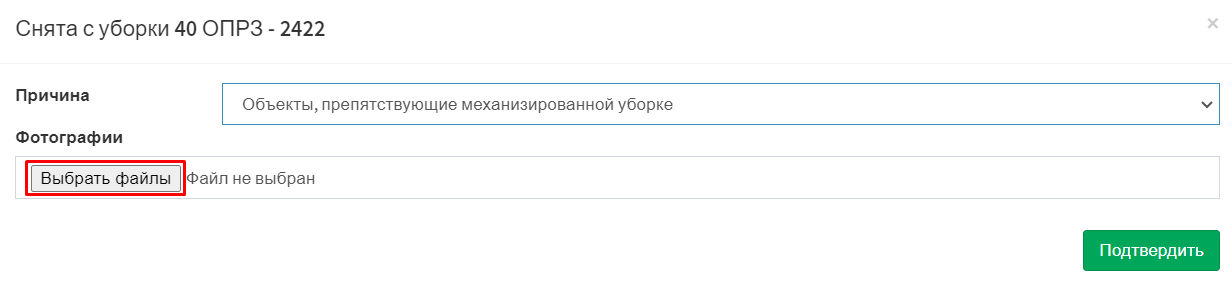 Снята с уборки 40 ОПРЗ - 2422 ×
Причина Объекты, препятствующие механизированной уборке
Фотографии
Выбрать файлы Файл не выбран
Подтвердить